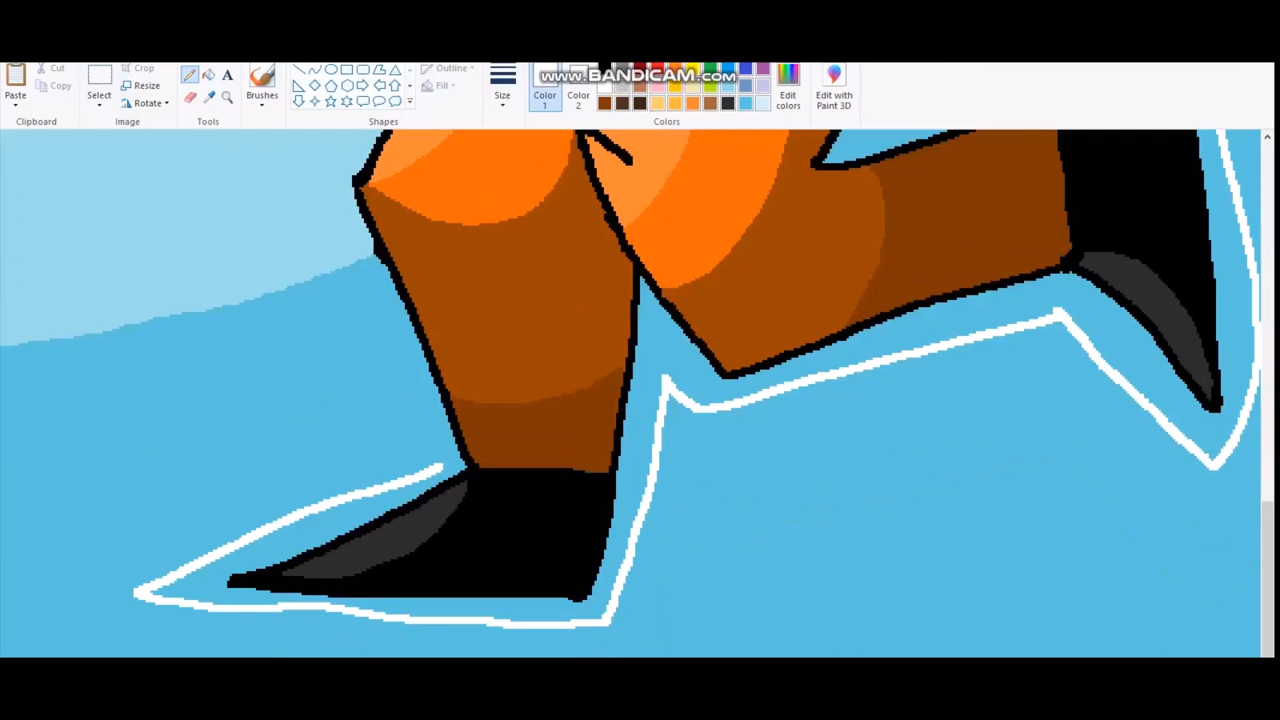 www.BANDICAM.com
Cut
Crop
Outline
Paste
Copy
Select
Resize
Rotate
A
Brushes
Fill
Size
Color 1
Color 2
Edit colors
Edit with Paint 3D
Clipboard
Image
Tools
Shapes
Colors